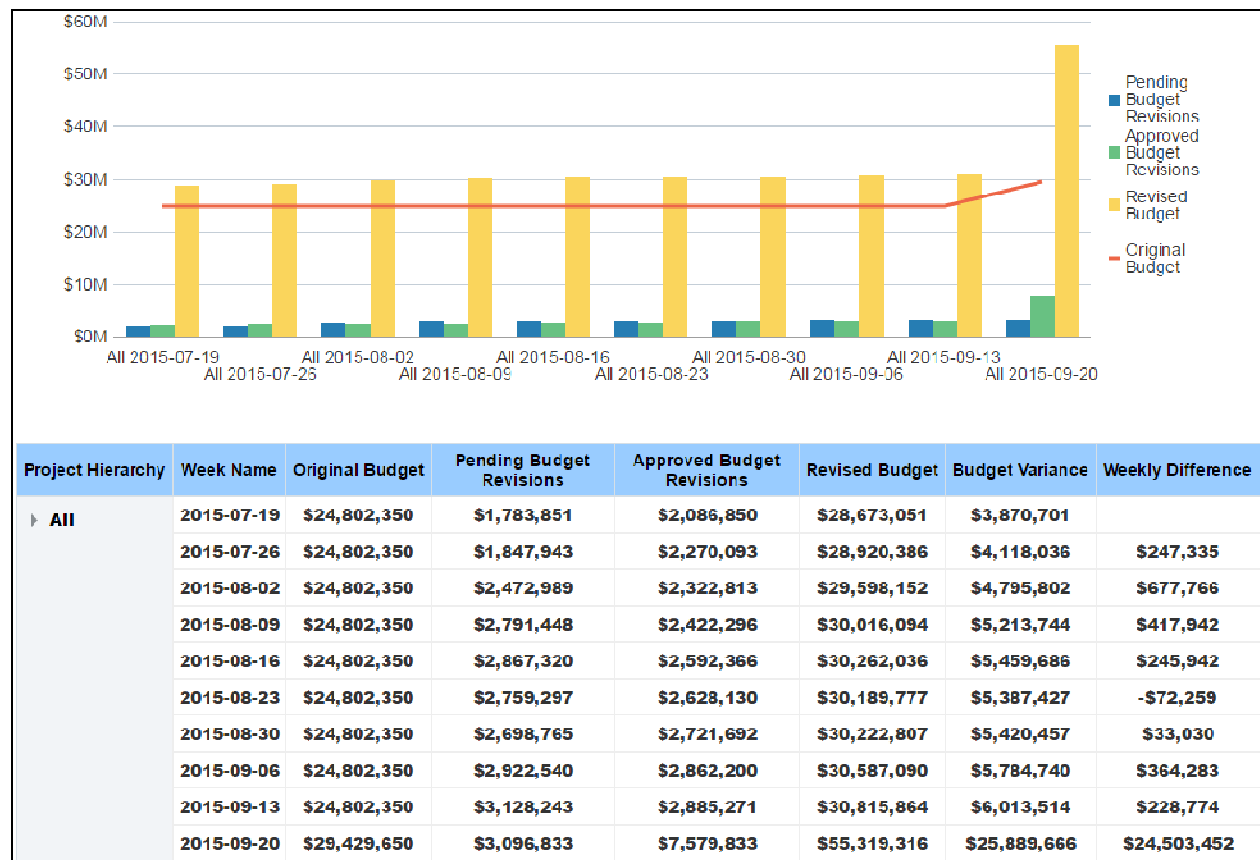 $60M
$50M
$40M
$30M
$20M
$10M
$0M
All 2015-07-19
All 2015-07-26
All 2015-08-02
All 2015-08-09
All 2015-08-16
All 2015-08-23
All 2015-08-30
All 2015-09-06
All 2015-09-13
All 2015-09-20
Pending
Budget
Revisions
Approved
Budget
Revisions
Revised
Budget
Original
Budget
Project Hierarchy Week Name Original Budget Pending Budget Revisions Approved Budget Revisions Revised Budget Budget Variance Weekly Difference
All 2015-07-19 $24,802,350 $1,783,851 $2,086,850 $28,673,051 $3,870,701
2015-07-26 $24,802,350 $1,847,943 $2,270,093 $28,920,386 $4,118,036 $247,335
2015-08-02 $24,802,350 $2,472,989 $2,322,813 $29,598,152 $4,795,802 $677,766
2015-08-09 $24,802,350 $2,791,448 $2,422,296 $30,016,094 $5,213,744 $417,942
2015-08-16 $24,802,350 $2,867,320 $2,592,366 $30,262,036 $5,459,686 $245,942
2015-08-23 $24,802,350 $2,759,297 $2,628,130 $30,189,777 $5,387,427 -$72,259
2015-08-30 $24,802,350 $2,698,765 $2,721,692 $30,222,807 $5,420,457 $33,030
2015-09-06 $24,802,350 $2,922,540 $2,862,200 $30,587,090 $5,784,740 $364,283
2015-09-13 $24,802,350 $3,128,243 $2,885,271 $30,815,864 $6,013,514 $228,774
2015-09-20 $29,429,650 $3,096,833 $7,579,833 $55,319,316 $25,889,666 $24,503,452